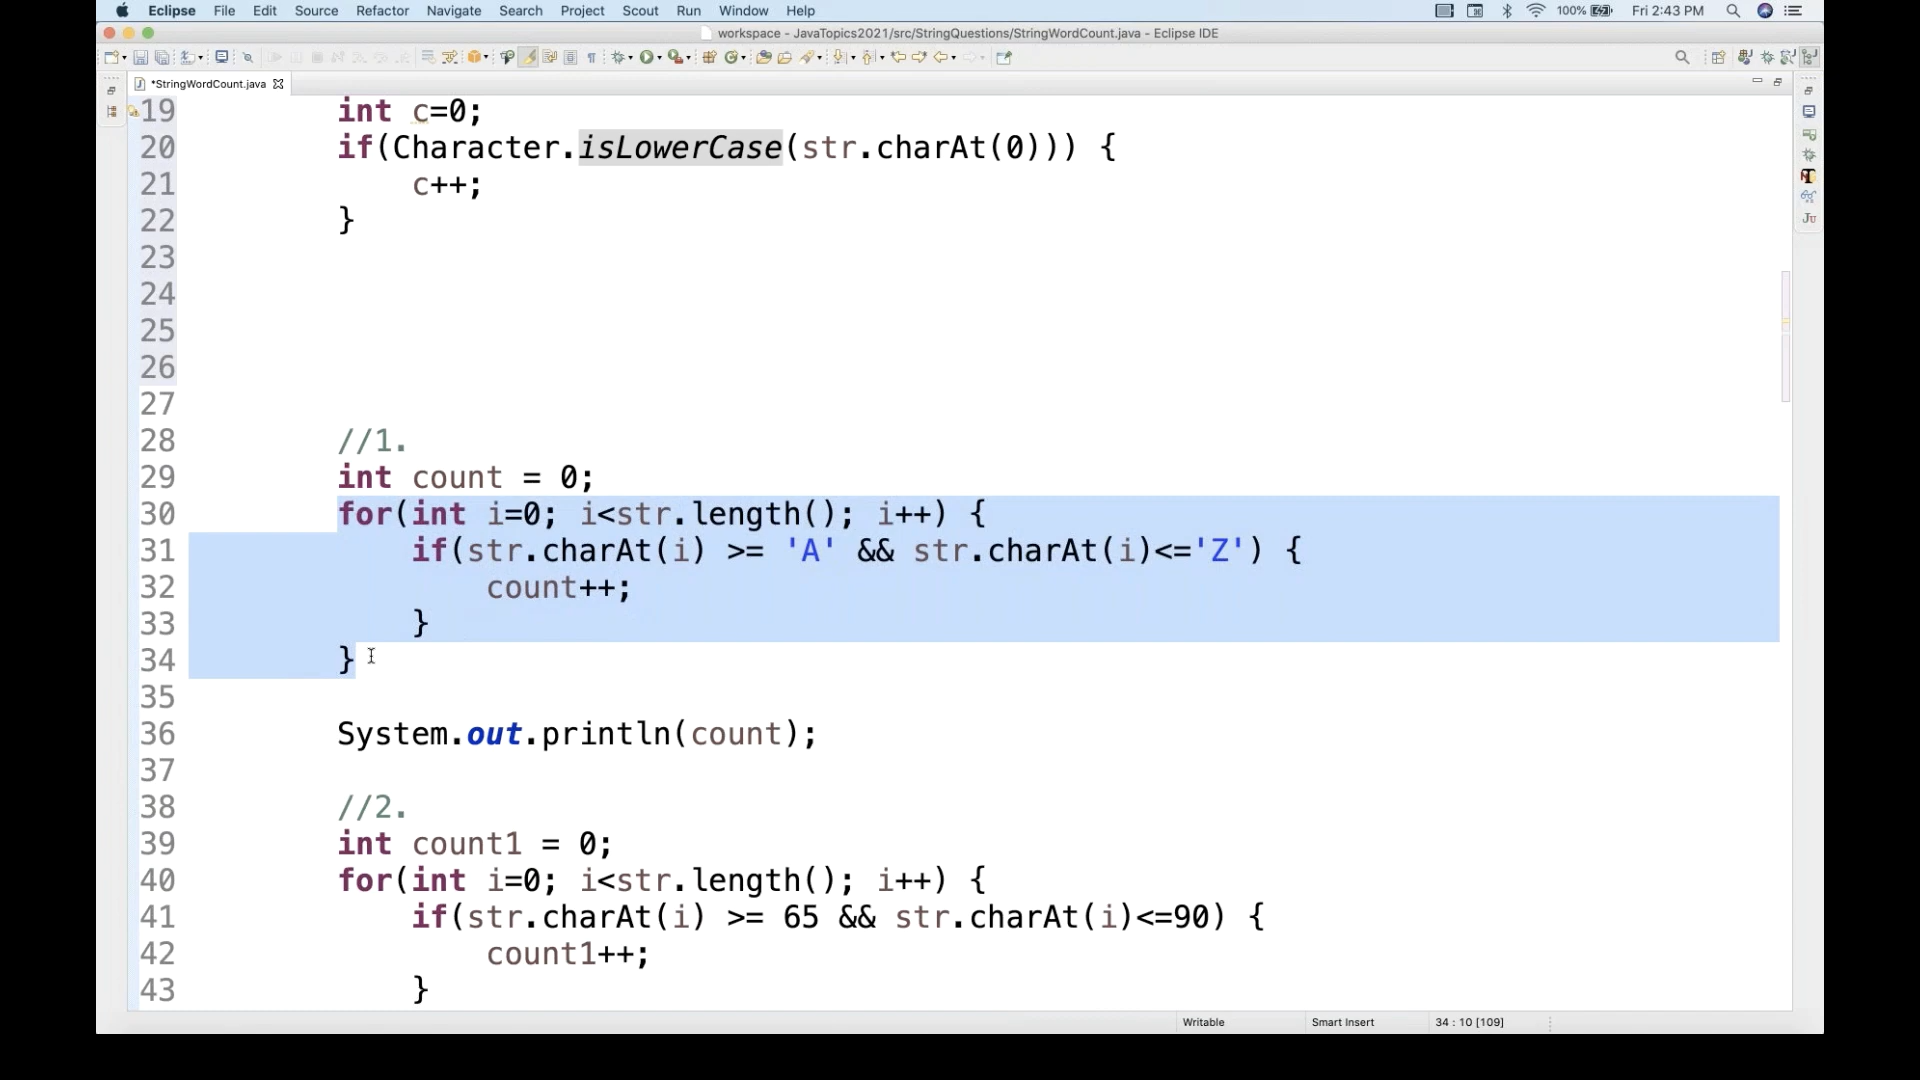 Eclipse File Edit Source Refactor Navigate Search Project Scout Run Window Help 100% Fri 2:43 PM
workspace - JavaTopics2021/src/StringQuestions/StringWordCount.java - Eclipse IDE
*StringWordCount.java
19 int c=0;
20 if(Character.isLowerCase(str.charAt(0))) {
21 c++;
22 }
23
24
25
26
27
28 //1.
29 int count = 0;
30 for(int i=0; i<str.length(); i++) {
31 if(str.charAt(i) >= 'A' && str.charAt(i)<='Z') {
32 count++;
33 }
34 }
35
36 System.out.println(count);
37
38 //2.
39 int count1 = 0;
40 for(int i=0; i<str.length(); i++) {
41 if(str.charAt(i) >= 65 && str.charAt(i)<=90) {
42 count1++;
43 }
Writable Smart Insert 34 : 10 [109]